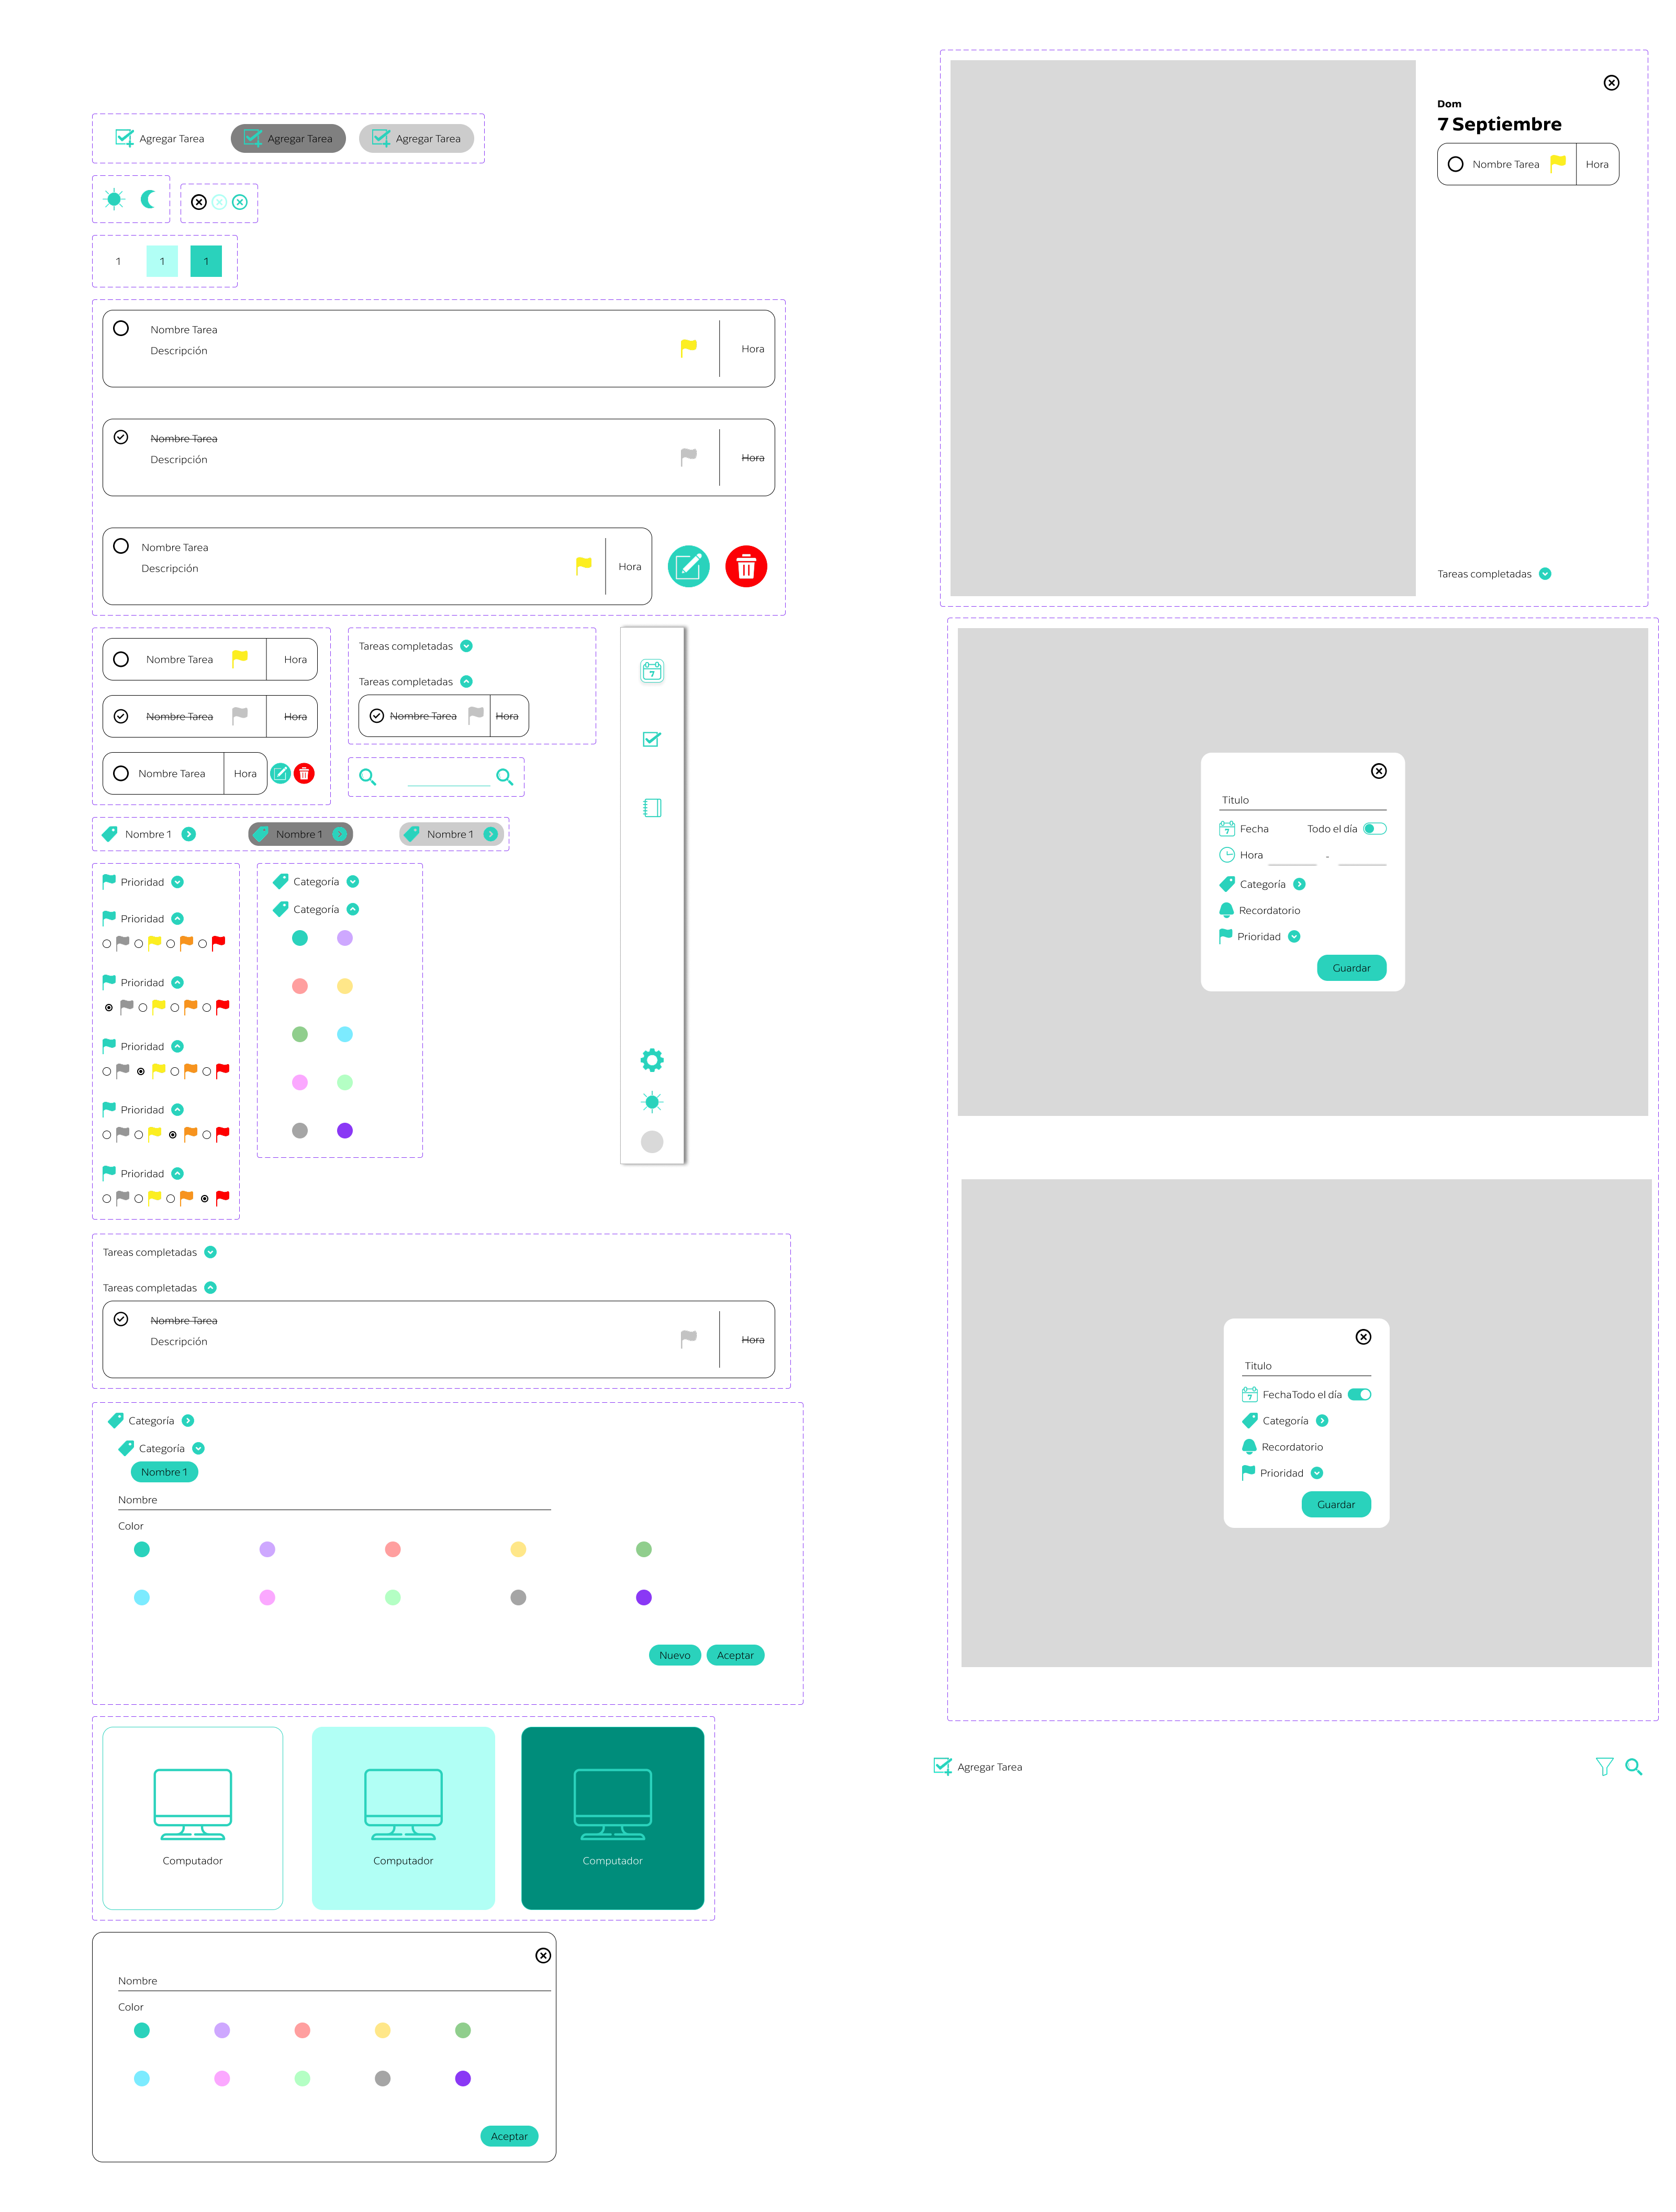 Agregar Tarea Agregar Tarea Agregar Tarea
1 1 1
Nombre Tarea
Descripción
Hora
Nombre Tarea
Descripción
Hora
Nombre Tarea
Descripción
Hora
Nombre Tarea Hora
Nombre Tarea Hora
Nombre Tarea Hora
Tareas completadas
Tareas completadas
Nombre Tarea Hora
7
Nombre 1 Nombre 1 Nombre 1
Prioridad
Prioridad
Prioridad
Prioridad
Prioridad
Prioridad
Categoría
Categoría
Tareas completadas
Tareas completadas
Nombre Tarea
Descripción
Hora
Categoría
Categoría
Nombre 1
Nombre
Color
Nuevo Aceptar
Computador Computador Computador
Nombre
Color
Aceptar
Dom
7 Septiembre
Nombre Tarea Hora
Tareas completadas
Titulo
7 Fecha Todo el día
Hora -
Categoría
Recordatorio
Prioridad
Guardar
Titulo
7 FechaTodo el día
Categoría
Recordatorio
Prioridad
Guardar
Agregar Tarea